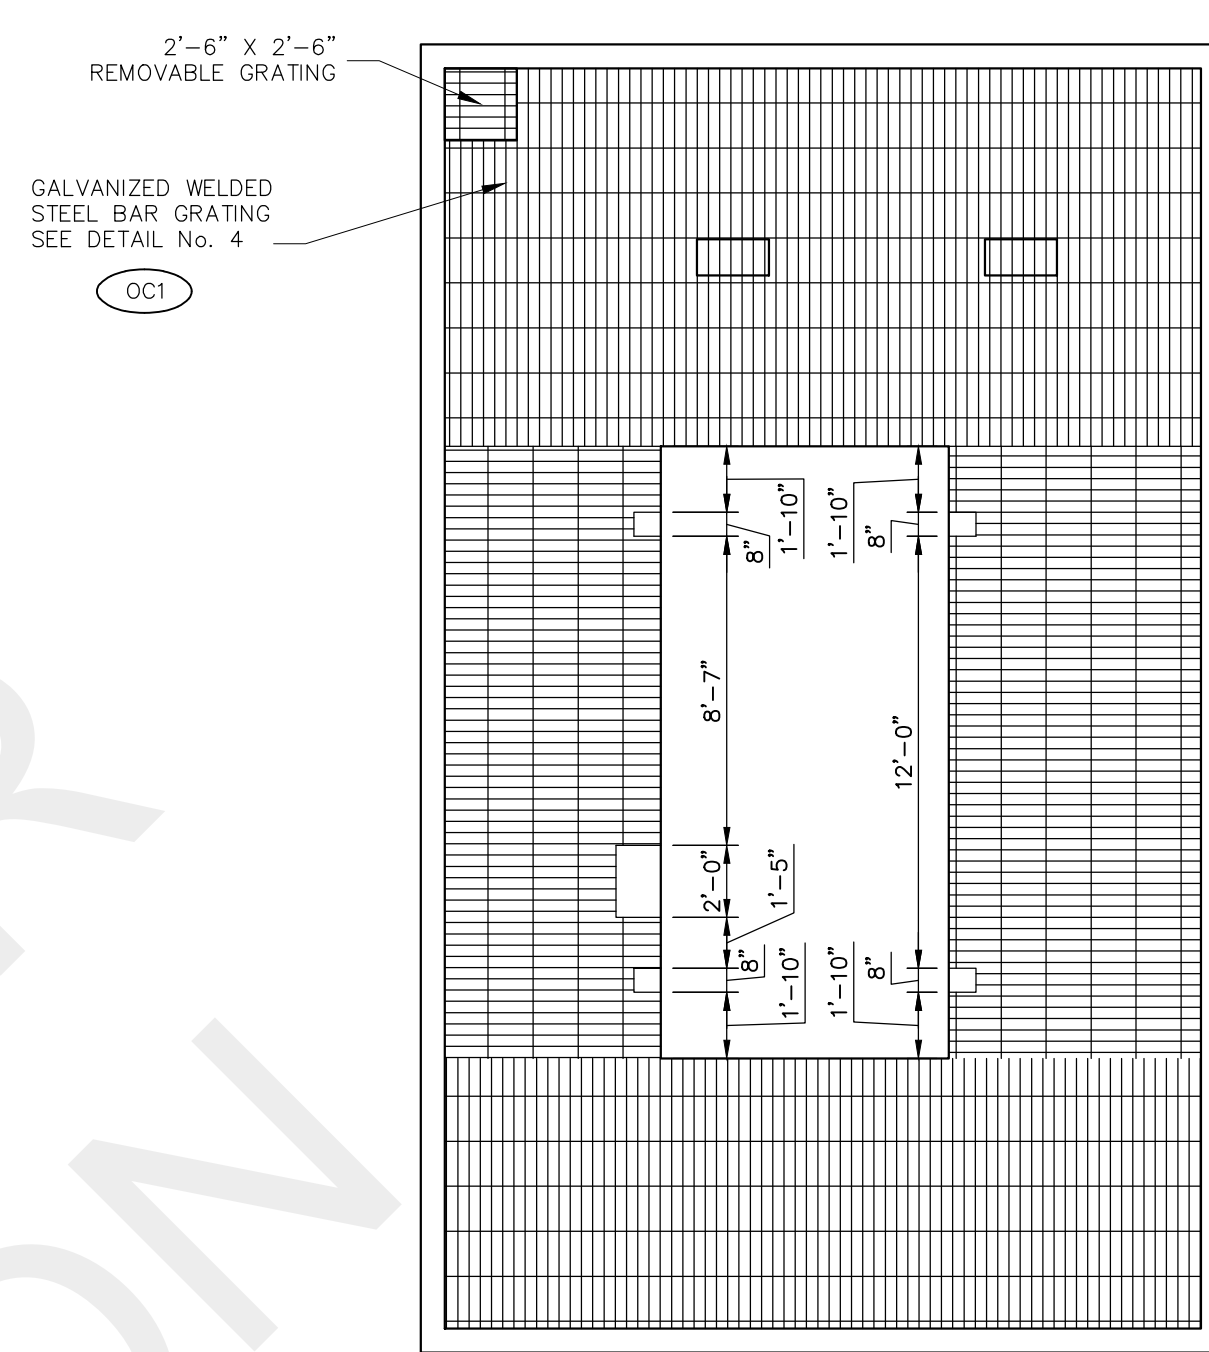 2'-6" X 2'-6"
REMOVABLE GRATING
GALVANIZED WELDED
STEEL BAR GRATING
SEE DETAIL No. 4
OC1
1'-10"
8"
1'-10"
8"
8'-7"
12'-0"
2'-0"
1'-5"
8"
1'-10"
1'-10"
8"